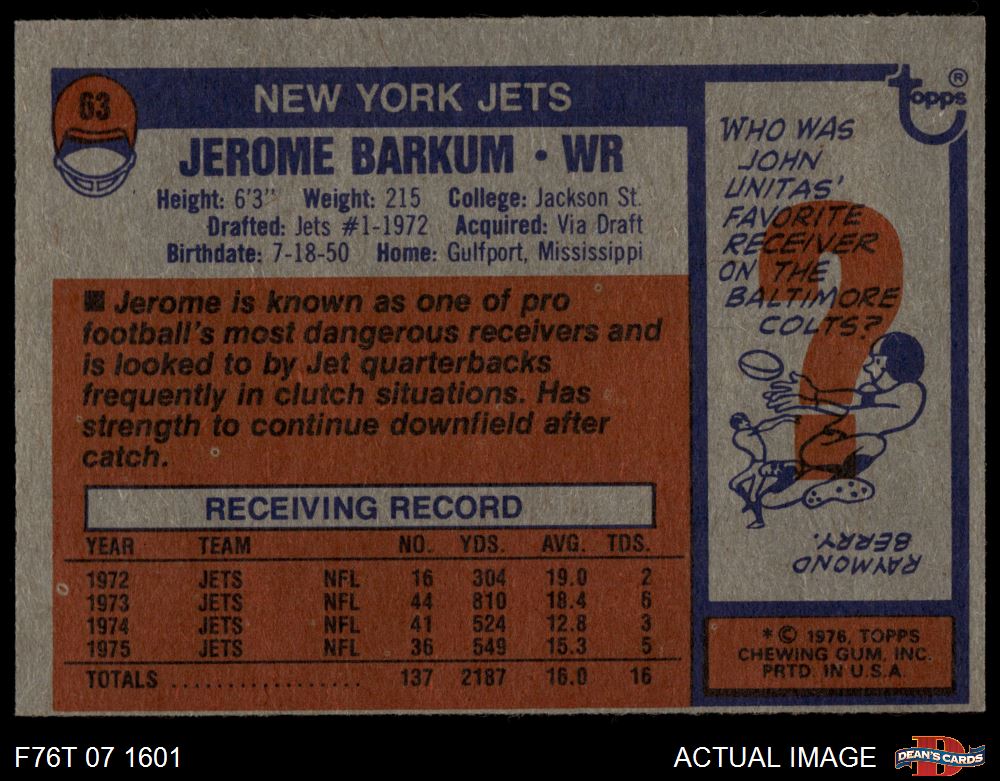 63
NEW YORK JETS
JEROME BARKUM • WR
Height: 6'3" Weight: 215 College: Jackson St.
Drafted: Jets #1-1972 Acquired: Via Draft
Birthdate: 7-18-50 Home: Gulfport, Mississippi
Jerome is known as one of pro
football's most dangerous receivers and
is looked to by Jet quarterbacks
frequently in clutch situations. Has
strength to continue downfield after
catch.
RECEIVING RECORD
YEAR TEAM NO. YDS. AVG. TDS.
1972 JETS NFL 16 304 19.0 2
1973 JETS NFL 44 810 18.4 6
1974 JETS NFL 41 524 12.8 3
1975 JETS NFL 36 549 15.3 5
TOTALS .................. 137 2187 16.0 16
topps®
WHO WAS
JOHN
UNITAS'
FAVORITE
RECEIVER
ON THE
BALTIMORE
COLTS?
?
RAYMOND
BERRY.
* © 1976, TOPPS
CHEWING GUM, INC.
PRTD. IN U.S.A.
F76T 07 1601
ACTUAL IMAGE
D
DEAN'S CARDS